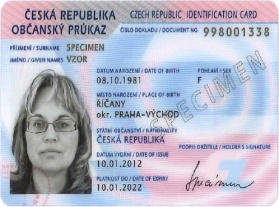 ČESKÁ REPUBLIKA CZECH REPUBLIC IDENTIFICATION CARD
OBČANSKÝ PRŮKAZ ČÍSLO DOKLADU / DOCUMENT NO. 998001338
PŘÍJMENÍ / SURNAME SPECIMEN
JMÉNO / GIVEN NAMES VZOR
DATUM NAROZENÍ / DATE OF BIRTH POHLAVÍ / SEX
08.10.1981 F
MÍSTO NAROZENÍ / PLACE OF BIRTH
ŘÍČANY
okr. PRAHA-VÝCHOD
STÁTNÍ OBČANSTVÍ / NATIONALITY
ČESKÁ REPUBLIKA
DATUM VYDÁNÍ / DATE OF ISSUE PODPIS DRŽITELE / HOLDER'S SIGNATURE
10.01.2012
PLATNOST DO / DATE OF EXPIRY
10.01.2022 Specimen
SPECIMEN